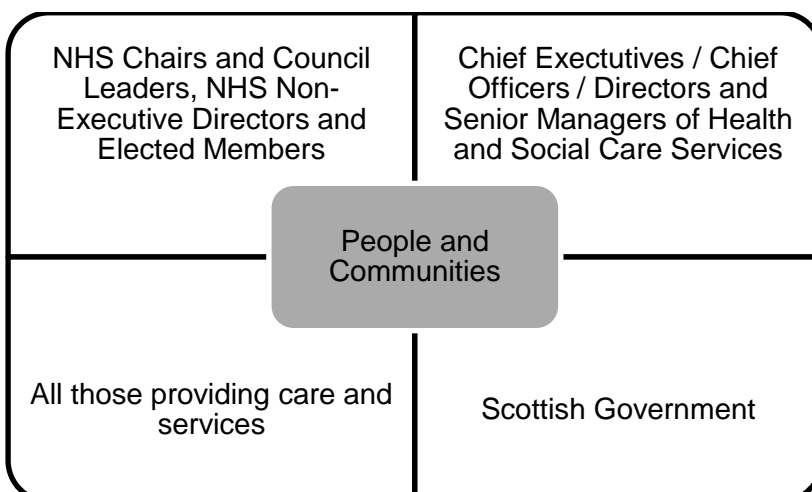 NHS Chairs and Council
Leaders, NHS Non-
Executive Directors and
Elected Members
Chief Exectutives / Chief
Officers / Directors and
Senior Managers of Health
and Social Care Services
People and
Communities
All those providing care and
services
Scottish Government